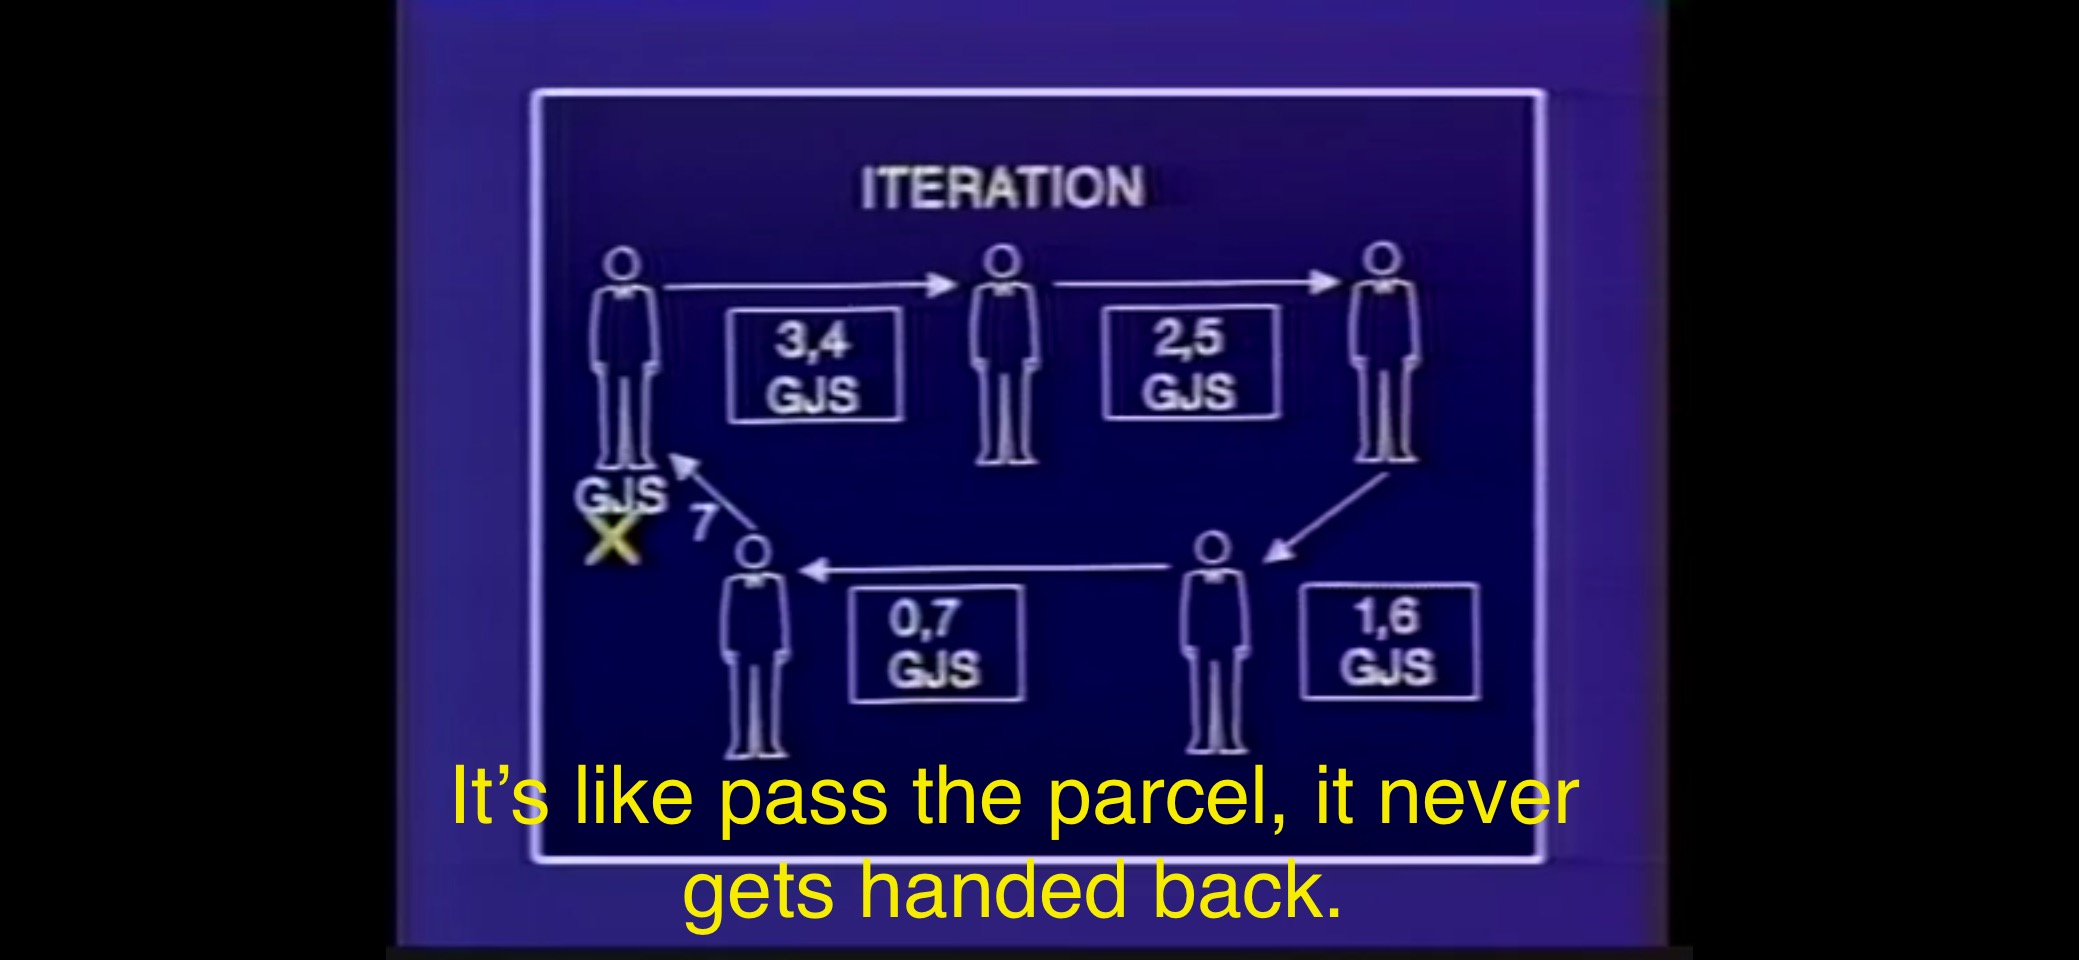 ITERATION
3,4
GJS
2,5
GJS
GJS
X
7
0,7
GJS
1,6
GJS
It’s like pass the parcel, it never
gets handed back.